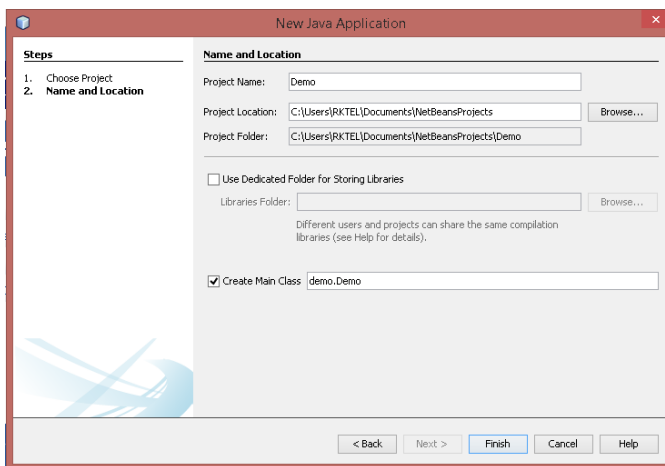 New Java Application
Steps
1. Choose Project
2. Name and Location
Name and Location
Project Name: Demo
Project Location: C:\Users\RKTEL\Documents\NetBeansProjects Browse...
Project Folder: C:\Users\RKTEL\Documents\NetBeansProjects\Demo
Use Dedicated Folder for Storing Libraries
Libraries Folder: Browse...
Different users and projects can share the same compilation
libraries (see Help for details).
Create Main Class demo.Demo
< Back Next > Finish Cancel Help